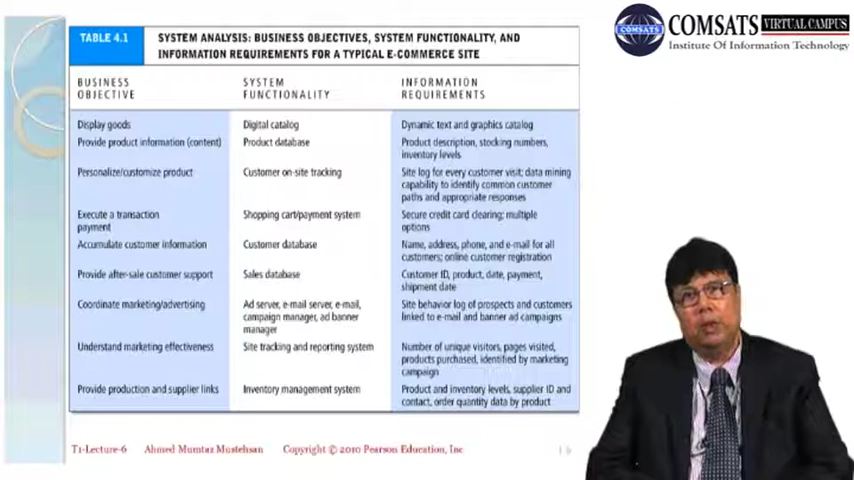 TABLE 4.1
SYSTEM ANALYSIS: BUSINESS OBJECTIVES, SYSTEM FUNCTIONALITY, AND
INFORMATION REQUIREMENTS FOR A TYPICAL E-COMMERCE SITE
COMSATS
COMSATS VIRTUAL CAMPUS
Institute Of Information Technology
BUSINESS
OBJECTIVE
SYSTEM
FUNCTIONALITY
INFORMATION
REQUIREMENTS
Display goods
Digital catalog
Dynamic text and graphics catalog
Provide product information (content)
Product database
Product description, stocking numbers,
inventory levels
Personalize/customize product
Customer on-site tracking
Site log for every customer visit; data mining
capability to identify common customer
paths and appropriate responses
Execute a transaction
payment
Shopping cart/payment system
Secure credit card clearing; multiple
options
Accumulate customer information
Customer database
Name, address, phone, and e-mail for all
customers; online customer registration
Provide after-sale customer support
Sales database
Customer ID, product, date, payment,
shipment date
Coordinate marketing/advertising
Ad server, e-mail server, e-mail,
campaign manager, ad banner
manager
Site behavior log of prospects and customers
linked to e-mail and banner ad campaigns
Understand marketing effectiveness
Site tracking and reporting system
Number of unique visitors, pages visited,
products purchased, identified by marketing
campaign
Provide production and supplier links
Inventory management system
Product and inventory levels, supplier ID and
contact, order quantity data by product
T1-Lecture-6 Ahmed Mumtaz Mustehsan Copyright © 2010 Pearson Education, Inc